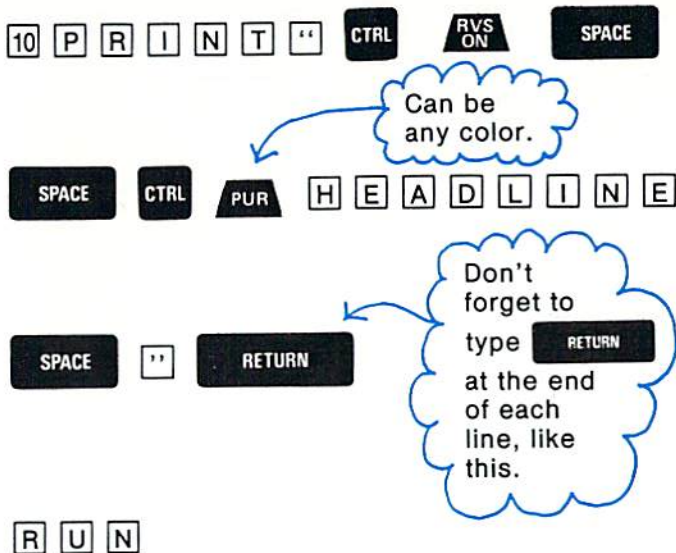 10 P R I N T “ CTRL RVS ON SPACE
Can be
any color.
SPACE CTRL PUR H E A D L I N E
Don't
forget to
type RETURN
at the end
of each
line, like
this.
SPACE ” RETURN
R U N